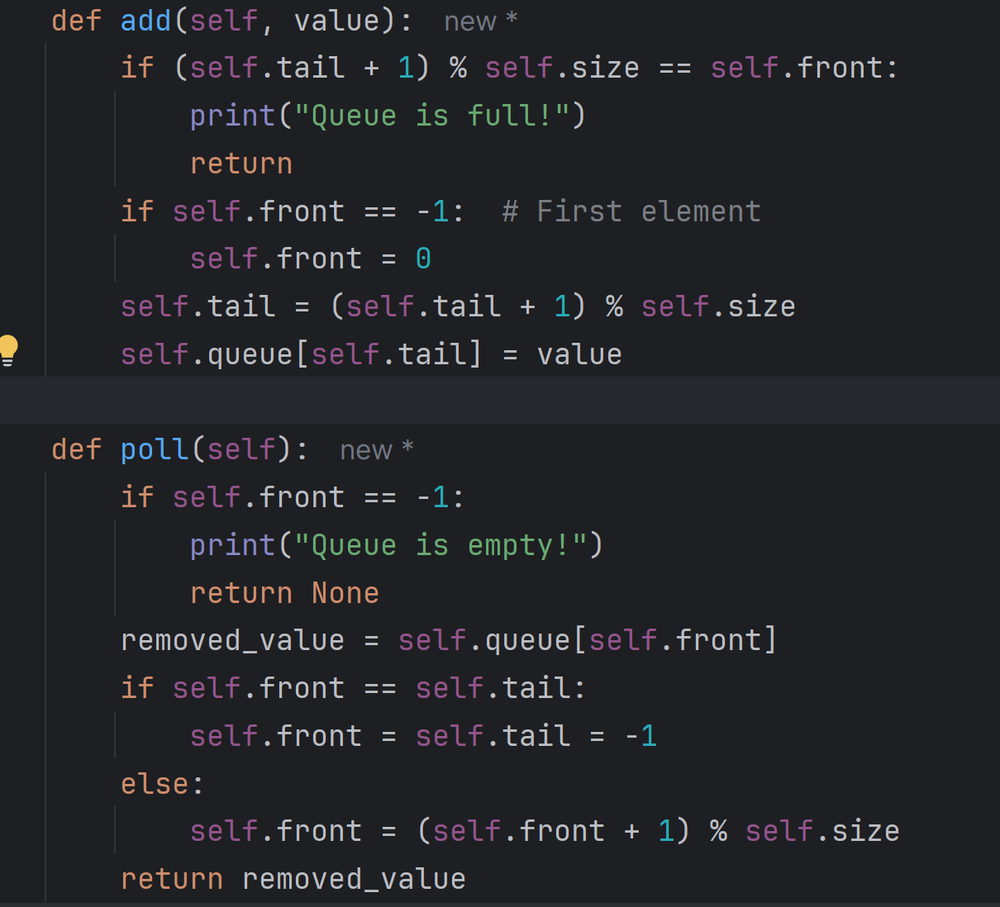 def add(self, value):  new *
    if (self.tail + 1) % self.size == self.front:
        print("Queue is full!")
        return
    if self.front == -1:  # First element
        self.front = 0
    self.tail = (self.tail + 1) % self.size
    self.queue[self.tail] = value
def poll(self):  new *
    if self.front == -1:
        print("Queue is empty!")
        return None
    removed_value = self.queue[self.front]
    if self.front == self.tail:
        self.front = self.tail = -1
    else:
        self.front = (self.front + 1) % self.size
    return removed_value